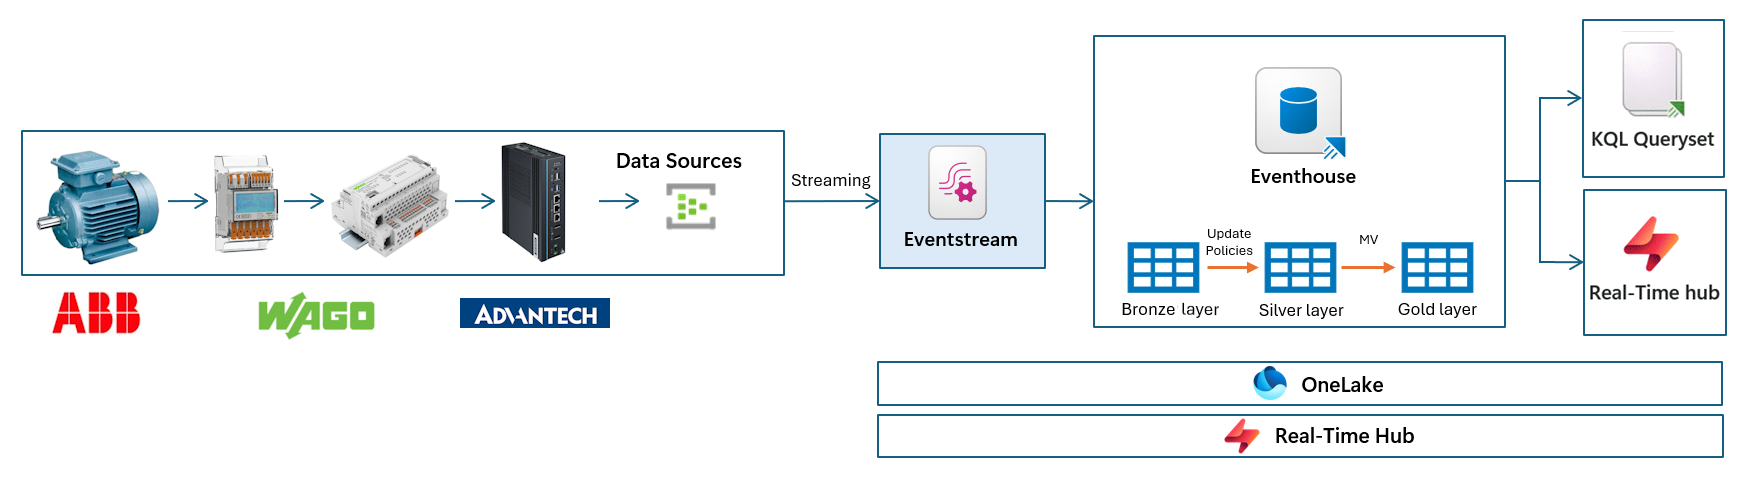 Data Sources
Streaming
Eventstream
Eventhouse
Update
Policies
MV
Bronze layer
Silver layer
Gold layer
KQL Queryset
Real-Time hub
ABB
WAGO
ADVANTECH
OneLake
Real-Time Hub